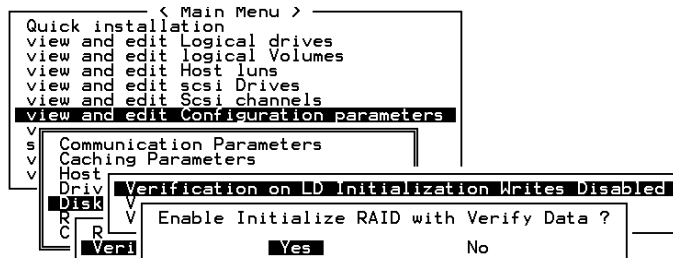 < Main Menu >
Quick installation
view and edit Logical drives
view and edit logical Volumes
view and edit Host luns
view and edit scsi Drives
view and edit Scsi channels
view and edit Configuration parameters
v
s Communication Parameters
v Caching Parameters
v Host
Driv Verification on LD Initialization Writes Disabled
Disk V
R V Enable Initialize RAID with Verify Data ?
C R
Veri Yes No